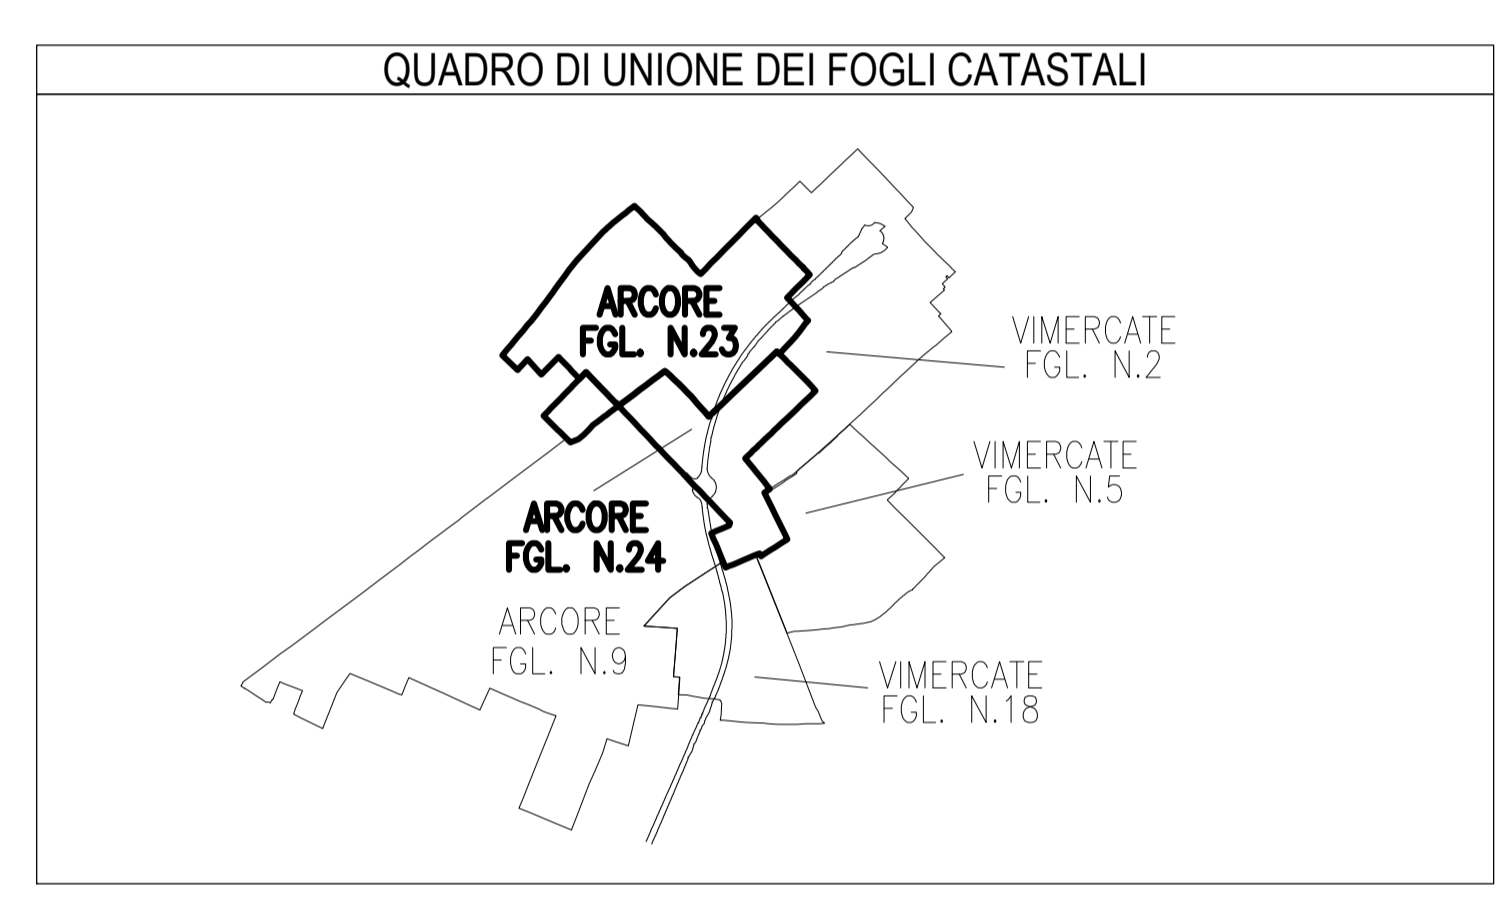 QUADRO DI UNIONE DEI FOGLI CATASTALI
ARCORE
FGL. N.23
VIMERCATE
FGL. N.2
VIMERCATE
FGL. N.5
ARCORE
FGL. N.24
ARCORE
FGL. N.9
VIMERCATE
FGL. N.18